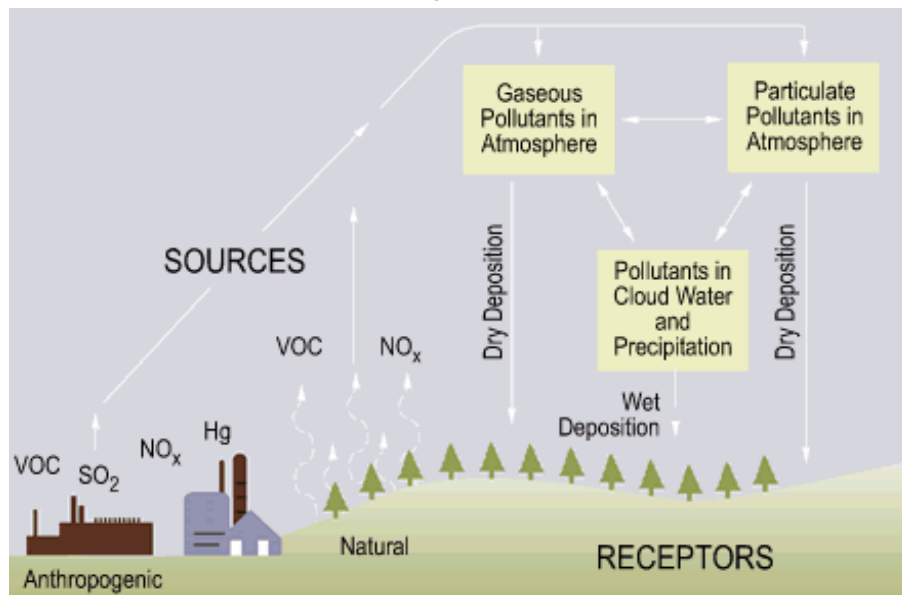 Gaseous
Pollutants in
Atmosphere
Particulate
Pollutants in
Atmosphere
SOURCES
Dry Deposition
Pollutants in
Cloud Water
and
Precipitation
Dry Deposition
VOC
NOx
Wet
Deposition
VOC
SO2
NOx
Hg
Natural
RECEPTORS
Anthropogenic